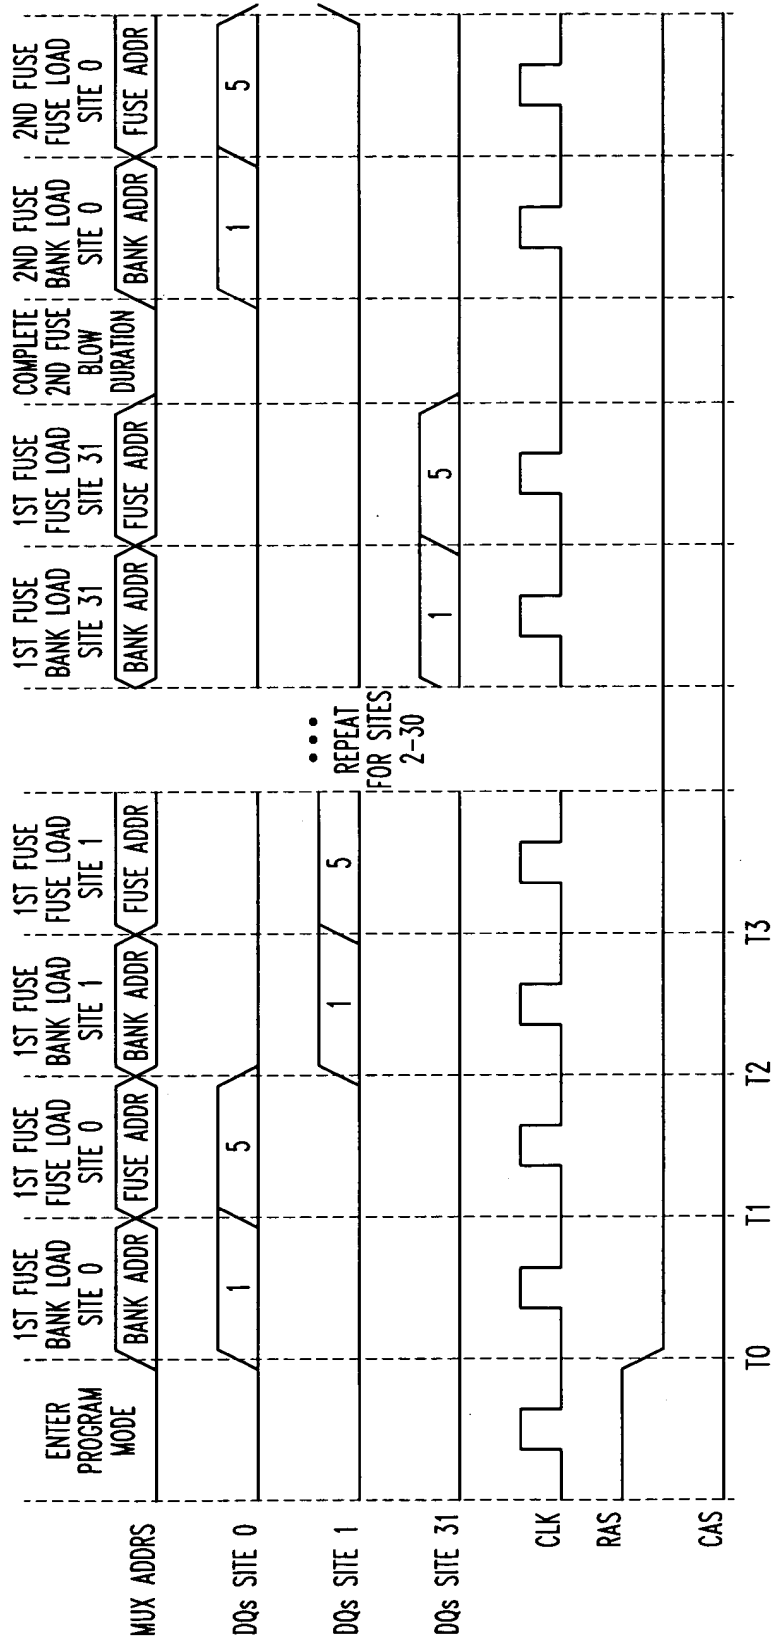 ENTER
PROGRAM
MODE
1ST FUSE
BANK LOAD
SITE 0
1ST FUSE
FUSE LOAD
SITE 0
1ST FUSE
BANK LOAD
SITE 1
1ST FUSE
FUSE LOAD
SITE 1
1ST FUSE
BANK LOAD
SITE 31
1ST FUSE
FUSE LOAD
SITE 31
COMPLETE
2ND FUSE
BLOW
DURATION
2ND FUSE
BANK LOAD
SITE 0
2ND FUSE
FUSE LOAD
SITE 0
MUX ADDRS
BANK ADDR
FUSE ADDR
BANK ADDR
FUSE ADDR
BANK ADDR
FUSE ADDR
BANK ADDR
FUSE ADDR
DQs SITE 0
1
5
1
5
DQs SITE 1
1
5
•••
REPEAT
FOR SITES
2-30
DQs SITE 31
1
5
CLK
RAS
CAS
T0
T1
T2
T3